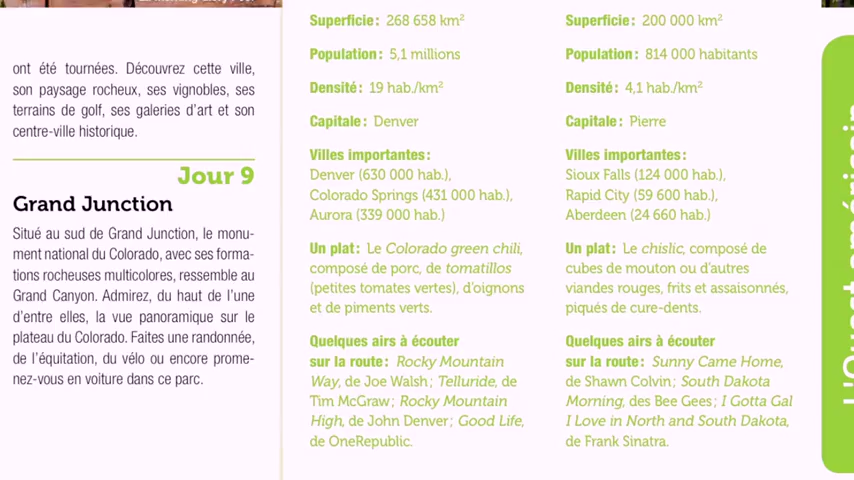 ont été tournées. Découvrez cette ville,
son paysage rocheux, ses vignobles, ses
terrains de golf, ses galeries d'art et son
centre-ville historique.
Jour 9
Grand Junction
Situé au sud de Grand Junction, le monu-
ment national du Colorado, avec ses forma-
tions rocheuses multicolores, ressemble au
Grand Canyon. Admirez, du haut de l'une
d'entre elles, la vue panoramique sur le
plateau du Colorado. Faites une randonnée,
de l'équitation, du vélo ou encore prome-
nez-vous en voiture dans ce parc.
Superficie : 268 658 km²
Population : 5,1 millions
Densité : 19 hab./km²
Capitale : Denver
Villes importantes :
Denver (630 000 hab.),
Colorado Springs (431 000 hab.),
Aurora (339 000 hab.)
Un plat : Le Colorado green chili,
composé de porc, de tomatillos
(petites tomates vertes), d'oignons
et de piments verts.
Quelques airs à écouter
sur la route : Rocky Mountain
Way, de Joe Walsh ; Telluride, de
Tim McGraw ; Rocky Mountain
High, de John Denver ; Good Life,
de OneRepublic.
Superficie : 200 000 km²
Population : 814 000 habitants
Densité : 4,1 hab./km²
Capitale : Pierre
Villes importantes :
Sioux Falls (124 000 hab.),
Rapid City (59 600 hab.),
Aberdeen (24 660 hab.)
Un plat : Le chislic, composé de
cubes de mouton ou d'autres
viandes rouges, frits et assaisonnés,
piqués de cure-dents.
Quelques airs à écouter
sur la route : Sunny Came Home,
de Shawn Colvin ; South Dakota
Morning, des Bee Gees ; I Gotta Gal
I Love in North and South Dakota,
de Frank Sinatra.